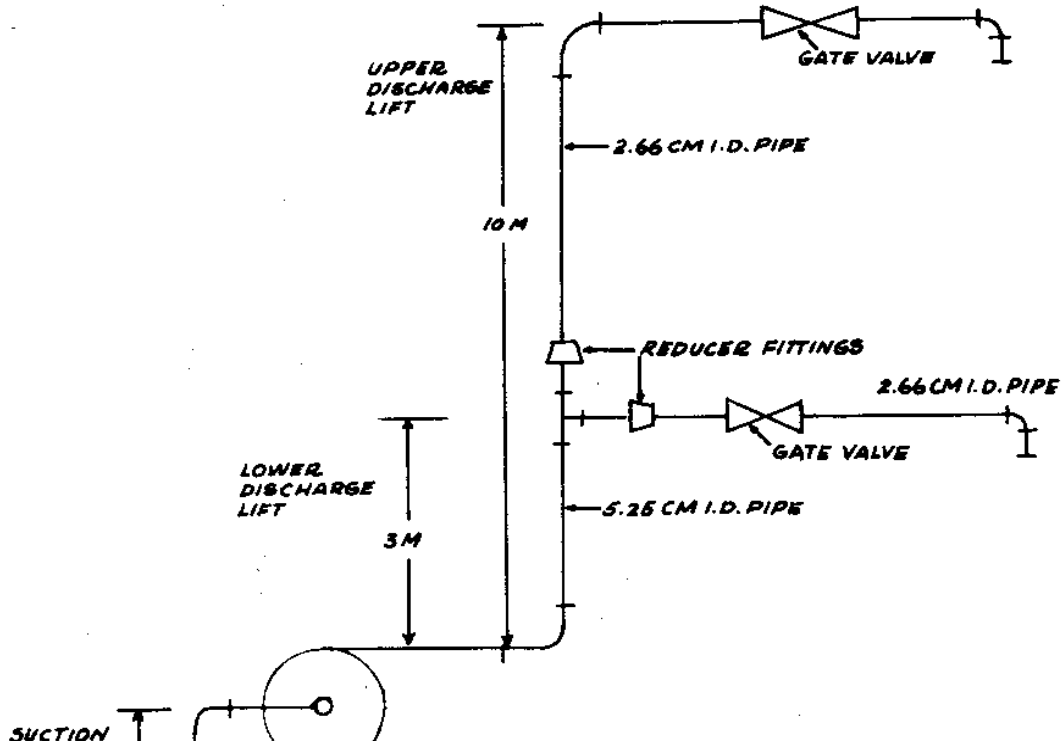 GATE VALVE
UPPER
DISCHARGE
LIFT
2.66 CM I.D. PIPE
10 M
REDUCER FITTINGS
2.66 CM I.D. PIPE
GATE VALVE
LOWER
DISCHARGE
LIFT
5.25 CM I.D. PIPE
3 M
SUCTION